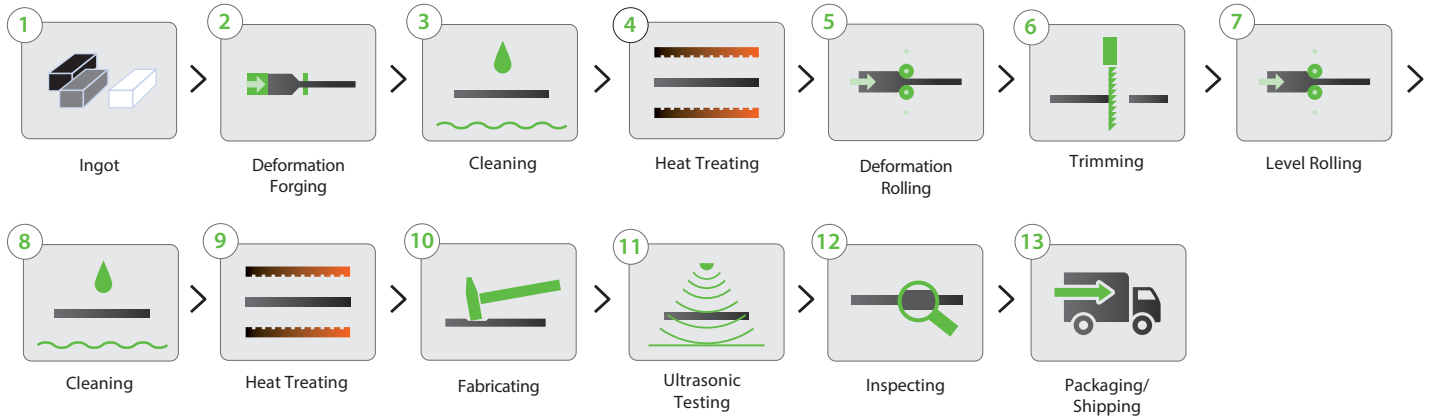 1
Ingot
2
Deformation
Forging
3
Cleaning
4
Heat Treating
5
Deformation
Rolling
6
Trimming
7
Level Rolling
8
Cleaning
9
Heat Treating
10
Fabricating
11
Ultrasonic
Testing
12
Inspecting
13
Packaging/
Shipping